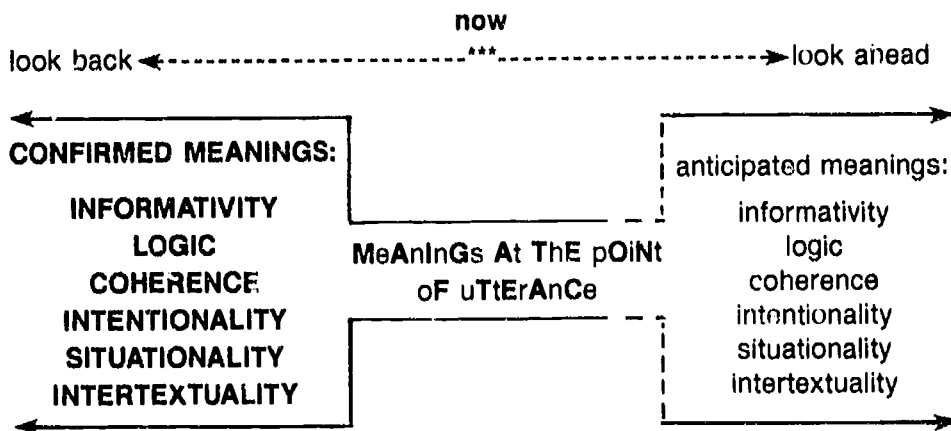 now
look back *** look ahead
CONFIRMED MEANINGS:
INFORMATIVITY
LOGIC
COHERENCE
INTENTIONALITY
SITUATIONALITY
INTERTEXTUALITY
MeAnInGs At ThE pOiNt
oF uTtErAnCe
anticipated meanings:
informativity
logic
coherence
intentionality
situationality
intertextuality